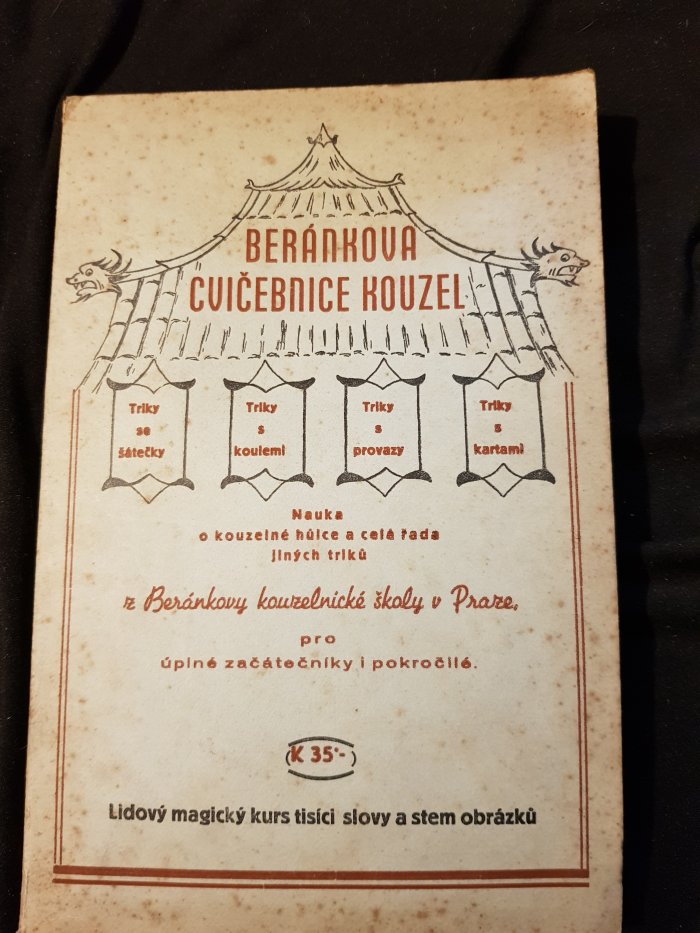 BERÁNKOVA
CVIČEBNICE KOUZEL
Triky
se
šátečky
Triky
s
koulemi
Triky
s
provazy
Triky
s
kartami
Nauka
o kouzelné hůlce a celá řada
jiných triků
z Beránkovy kouzelnické školy v Praze,
pro
úplné začátečníky i pokročilé.
K 35·-
Lidový magický kurs tisíci slovy a stem obrázků